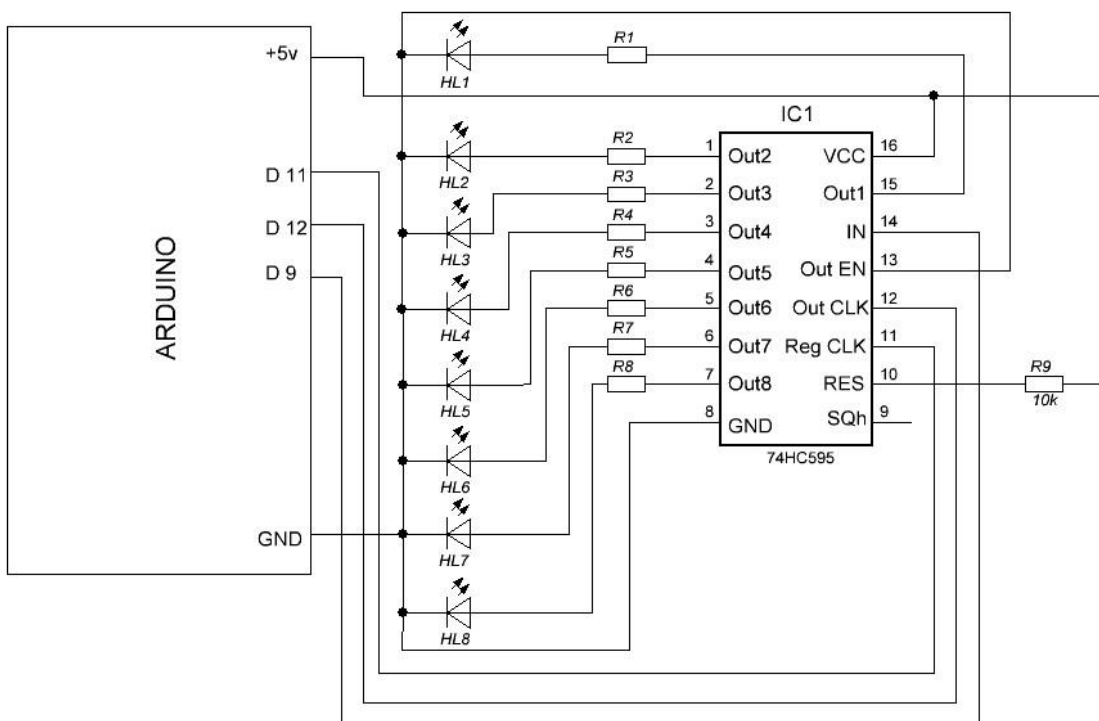 ARDUINO
+5v
D 11
D 12
D 9
GND
HL1
HL2
HL3
HL4
HL5
HL6
HL7
HL8
R1
R2
R3
R4
R5
R6
R7
R8
IC1
1 Out2 VCC 16
2 Out3 Out1 15
3 Out4 IN 14
4 Out5 Out EN 13
5 Out6 Out CLK 12
6 Out7 Reg CLK 11
7 Out8 RES 10
8 GND SQh 9
74HC595
R9
10k